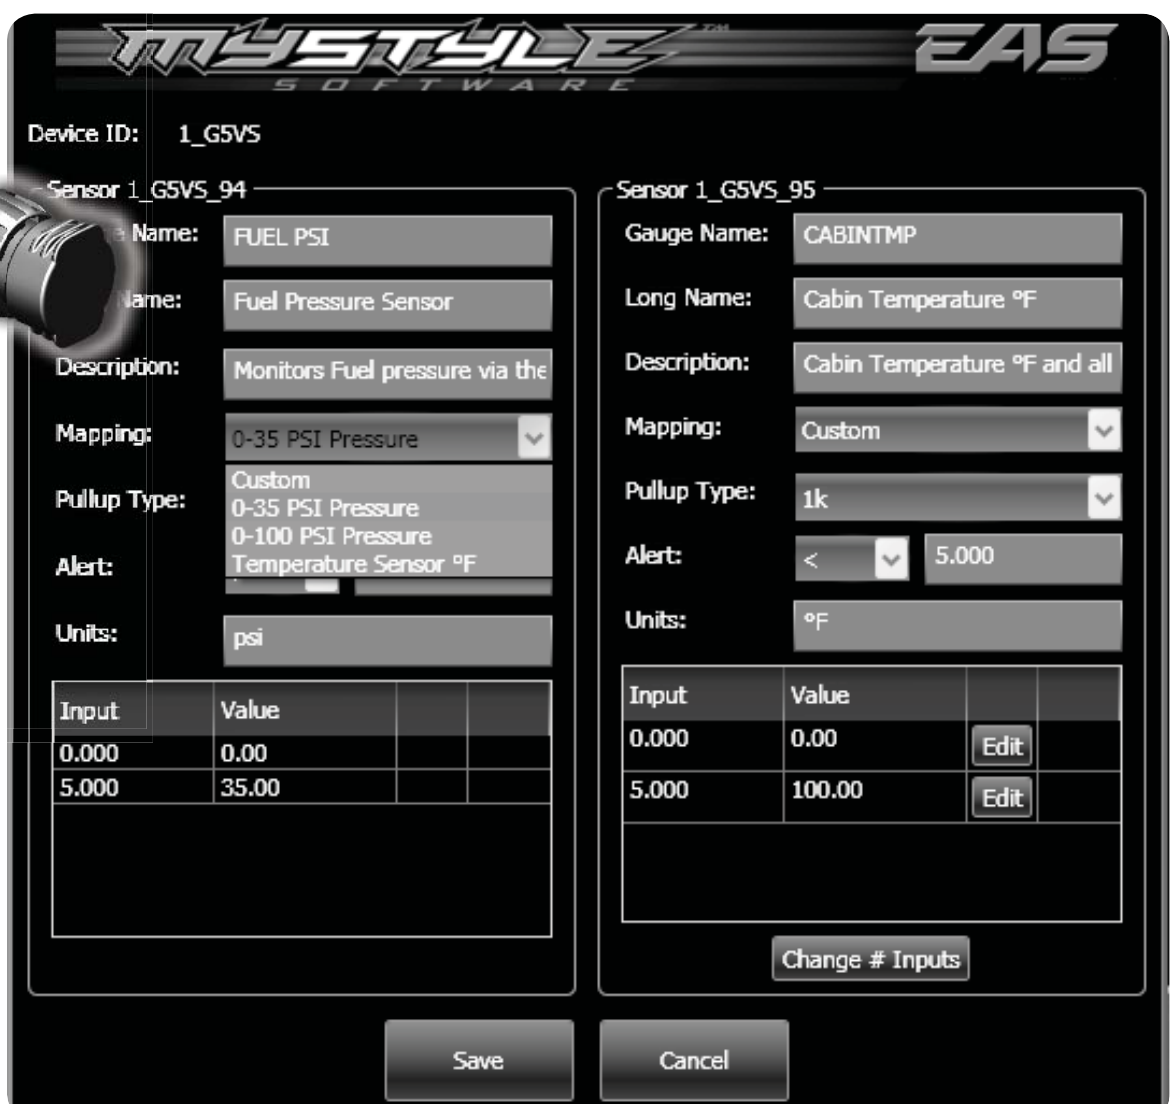 MYSTYLE™ EAS
SOFTWARE
Device ID: 1_G5VS
Sensor 1_G5VS_94
Name: FUEL PSI
Name: Fuel Pressure Sensor
Description: Monitors Fuel pressure via the
Mapping: 0-35 PSI Pressure
Custom
0-35 PSI Pressure
0-100 PSI Pressure
Temperature Sensor °F
Pullup Type:
Alert:
Units: psi
Input Value
0.000 0.00
5.000 35.00
Sensor 1_G5VS_95
Gauge Name: CABINTMP
Long Name: Cabin Temperature °F
Description: Cabin Temperature °F and all
Mapping: Custom
Pullup Type: 1k
Alert: < 5.000
Units: °F
Input Value
0.000 0.00 Edit
5.000 100.00 Edit
Change # Inputs
Save Cancel